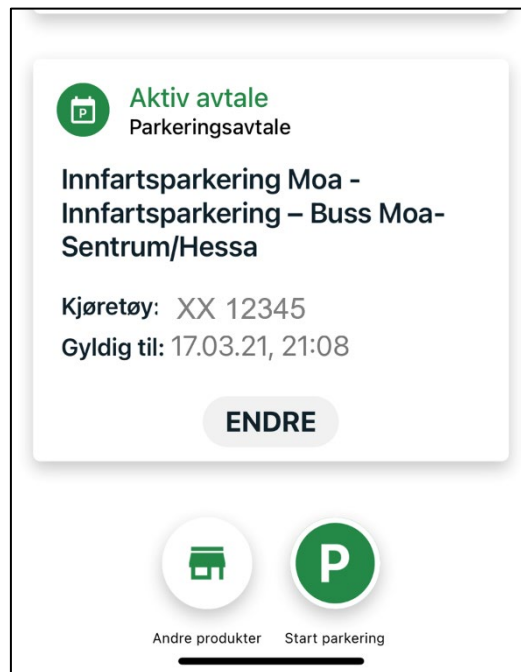 Aktiv avtale
Parkeringsavtale
Innfartsparkering Moa -
Innfartsparkering – Buss Moa-
Sentrum/Hessa
Kjøretøy: XX 12345
Gyldig til: 17.03.21, 21:08
ENDRE
P
Andre produkter Start parkering